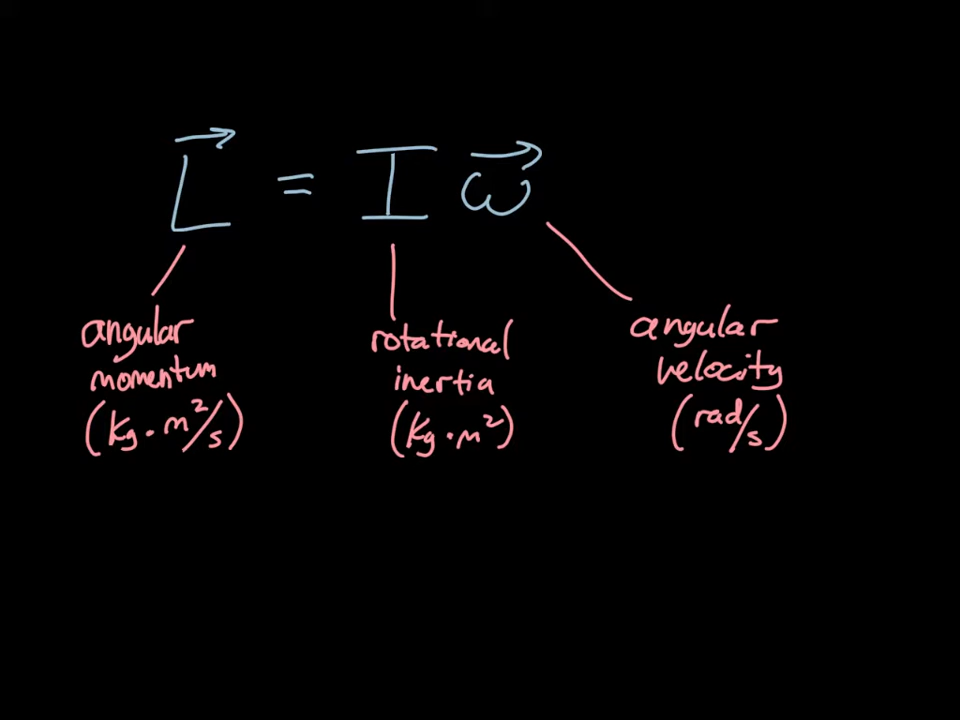 L⃗ = I ω⃗
angular
momentum
(kg·m²/s)
rotational
inertia
(kg·m²)
angular
velocity
(rad/s)